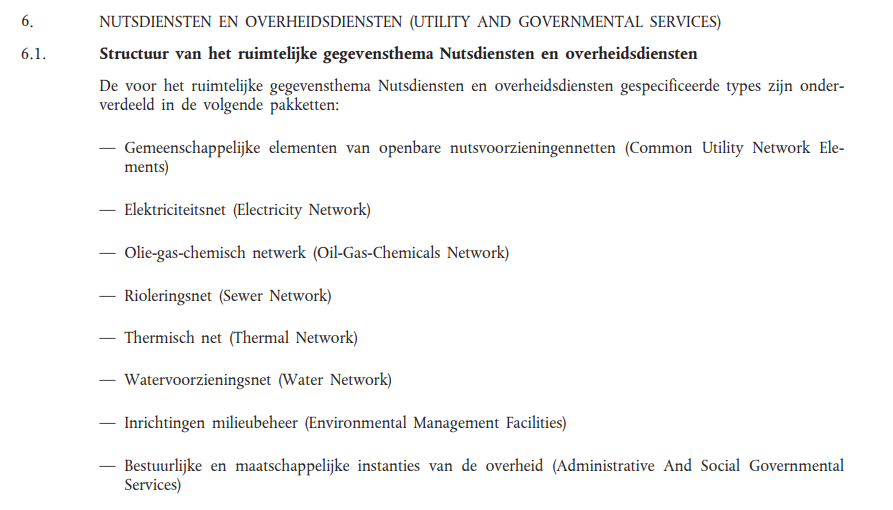 6. NUTSDIENSTEN EN OVERHEIDSDIENSTEN (UTILITY AND GOVERNMENTAL SERVICES)
6.1. Structuur van het ruimtelijke gegevensthema Nutsdiensten en overheidsdiensten
De voor het ruimtelijke gegevensthema Nutsdiensten en overheidsdiensten gespecificeerde types zijn onder-
verdeeld in de volgende pakketten:
— Gemeenschappelijke elementen van openbare nutsvoorzieningennetten (Common Utility Network Ele-
ments)
— Elektriciteitsnet (Electricity Network)
— Olie-gas-chemisch netwerk (Oil-Gas-Chemicals Network)
— Rioleringsnet (Sewer Network)
— Thermisch net (Thermal Network)
— Watervoorzieningsnet (Water Network)
— Inrichtingen milieubeheer (Environmental Management Facilities)
— Bestuurlijke en maatschappelijke instanties van de overheid (Administrative And Social Governmental
Services)